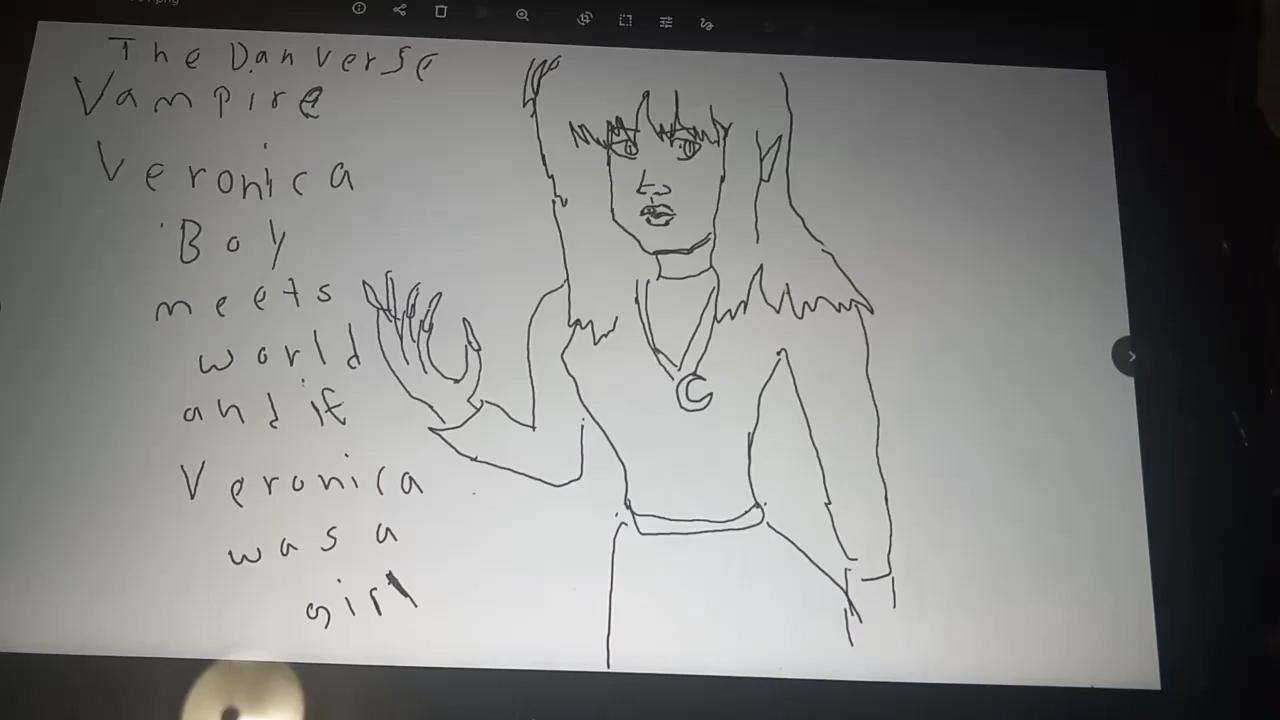 The Danverse
Vampire
Veronica
Boy
meets
world
and if
Veronica
was a
girl